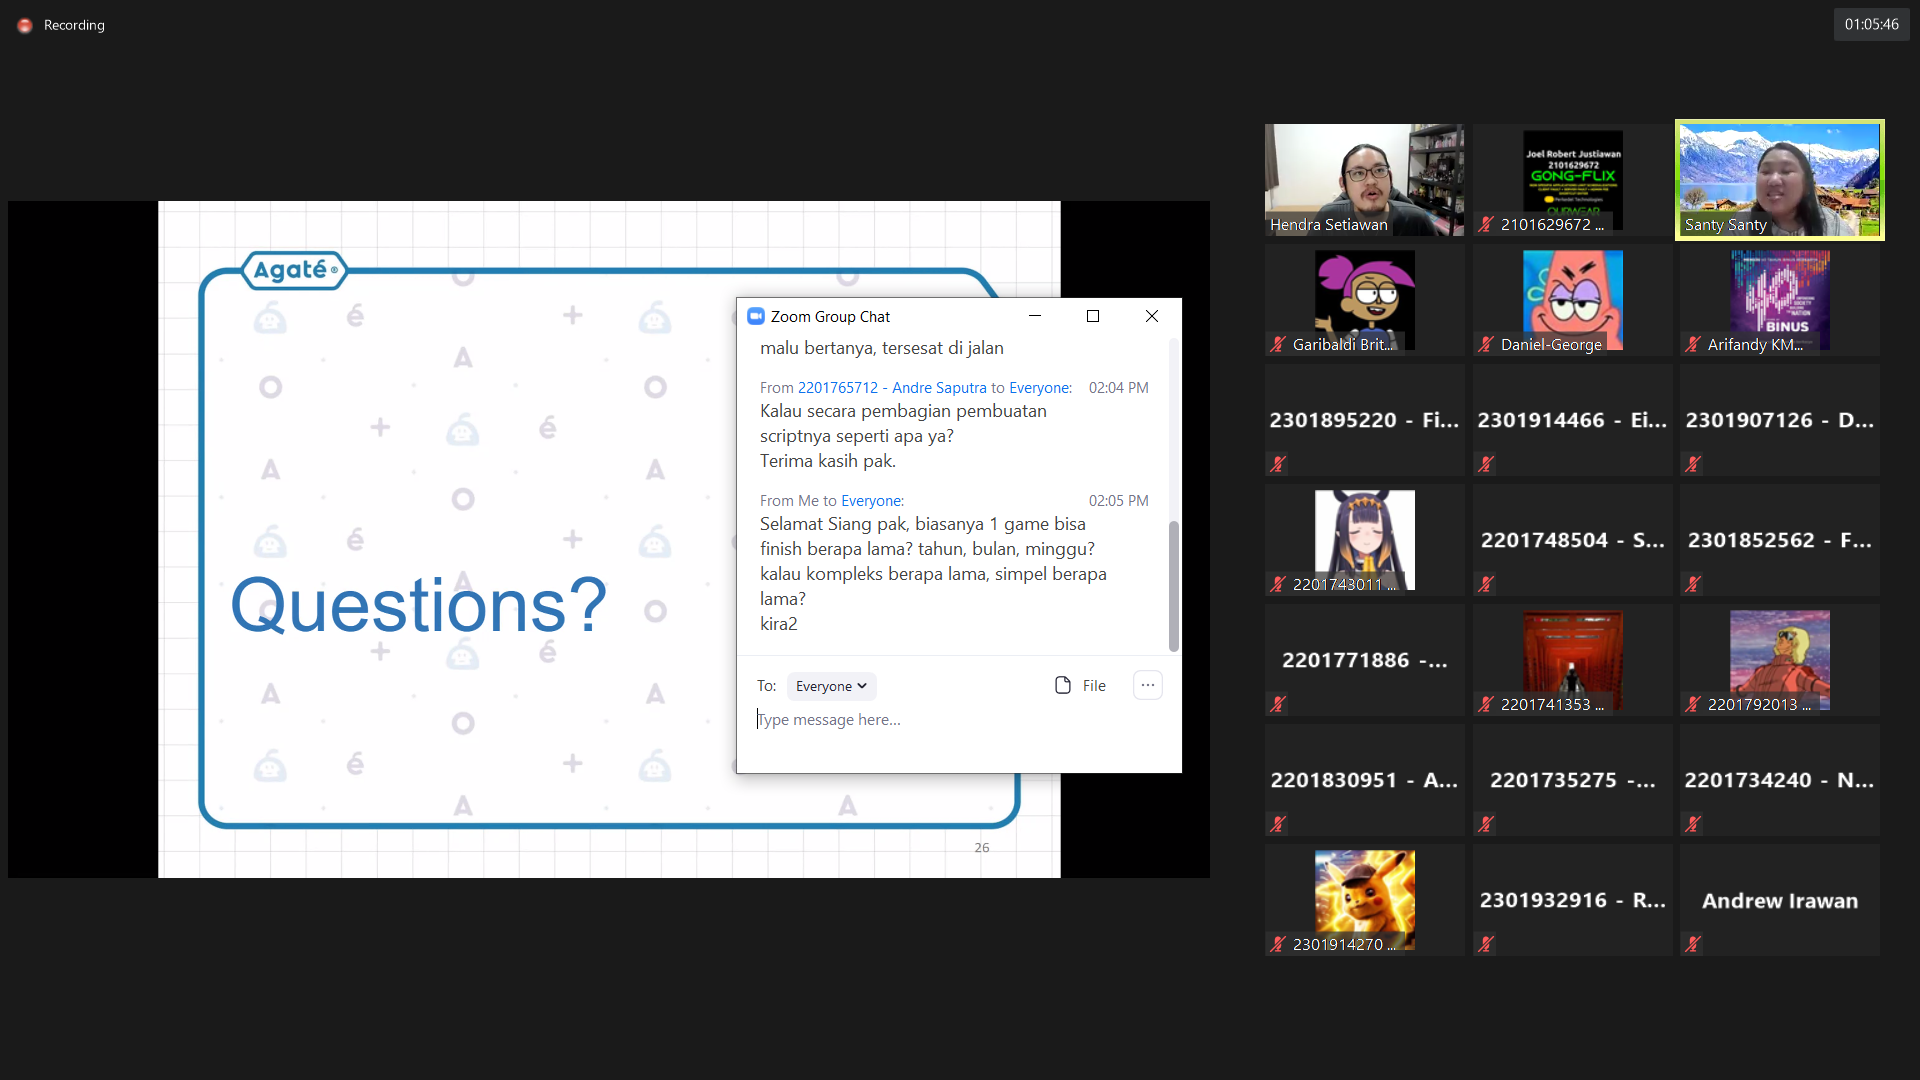 Recording
01:05:46
Agaté®
Questions?
26
Zoom Group Chat
malu bertanya, tersesat di jalan
From 2201765712 - Andre Saputra to Everyone: 02:04 PM
Kalau secara pembagian pembuatan
scriptnya seperti apa ya?
Terima kasih pak.
From Me to Everyone: 02:05 PM
Selamat Siang pak, biasanya 1 game bisa
finish berapa lama? tahun, bulan, minggu?
kalau kompleks berapa lama, simpel berapa
lama?
kira2
To: Everyone File ...
Type message here...
Hendra Setiawan
Joel Robert Justiawan
2101629672
GONG-FLIX
2101629672 ...
Santy Santy
Garibaldi Brit...
Daniel-George
BINUS
Arifandy KM...
2301895220 - Fi...
2301914466 - Ei...
2301907126 - D...
2201743011 ...
2201748504 - S...
2301852562 - F...
2201771886 -...
2201741353 ...
2201792013 ...
2201830951 - A...
2201735275 -...
2201734240 - N...
2301914270 ...
2301932916 - R...
Andrew Irawan